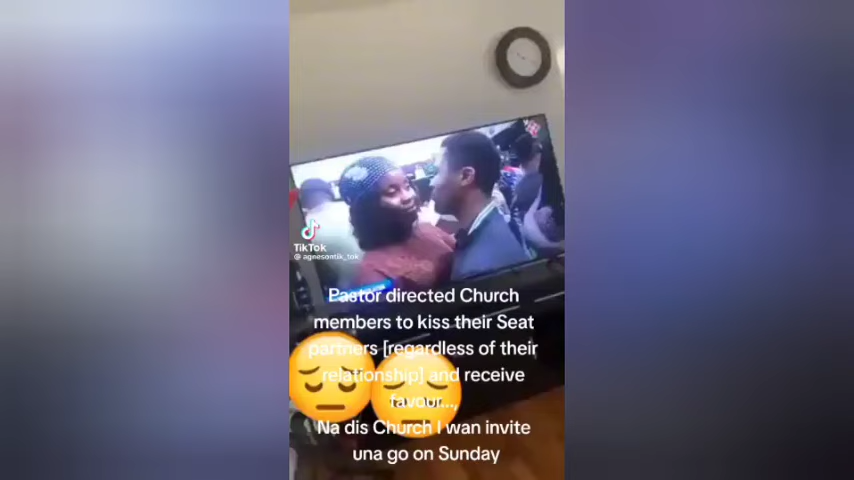 TikTok
@ agnesontik_tok
Pastor directed Church
members to kiss their Seat
partners [regardless of their
relationship] and receive
favour...,
Na dis Church I wan invite
una go on Sunday